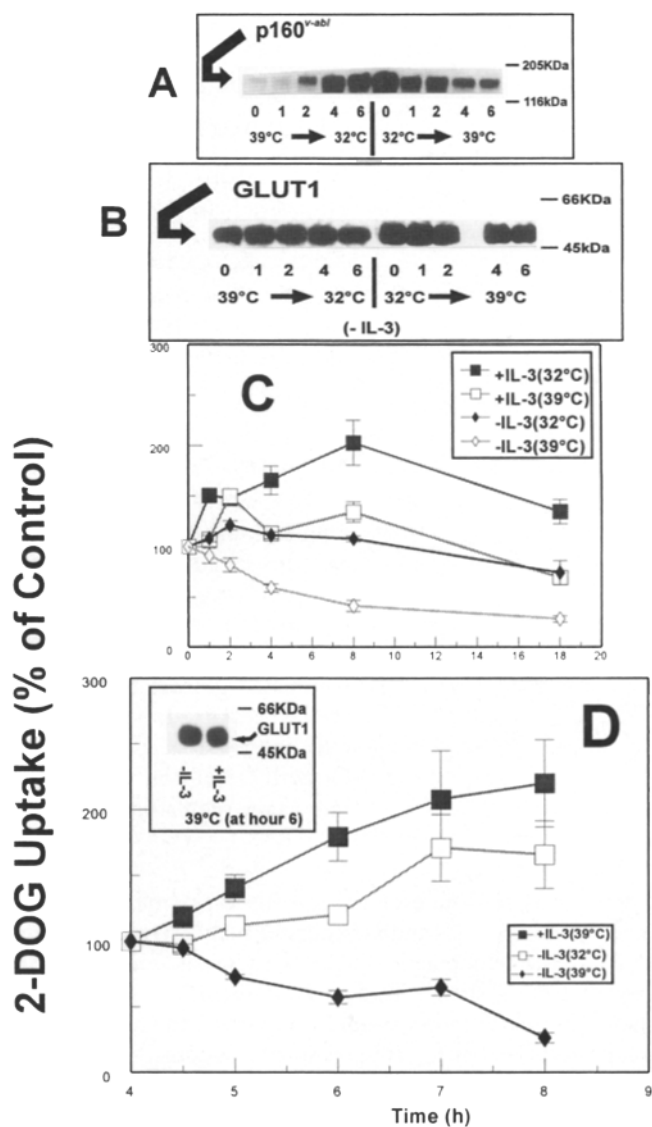 A
p160v-abl
205KDa
116kDa
0 1 2 4 6 0 1 2 4 6
39°C 32°C 32°C 39°C
B
GLUT1
66KDa
45kDa
0 1 2 4 6 0 1 2 4 6
39°C 32°C 32°C 39°C
(- IL-3)
2-DOG Uptake (% of Control)
C
300
200
100
0
+IL-3(32°C)
+IL-3(39°C)
-IL-3(32°C)
-IL-3(39°C)
0 2 4 6 8 10 12 14 16 18 20
D
300
200
100
0
66KDa
GLUT1
45KDa
-IL-3 +IL-3
39°C (at hour 6)
+IL-3(39°C)
-IL-3(32°C)
-IL-3(39°C)
4 5 6 7 8 9
Time (h)